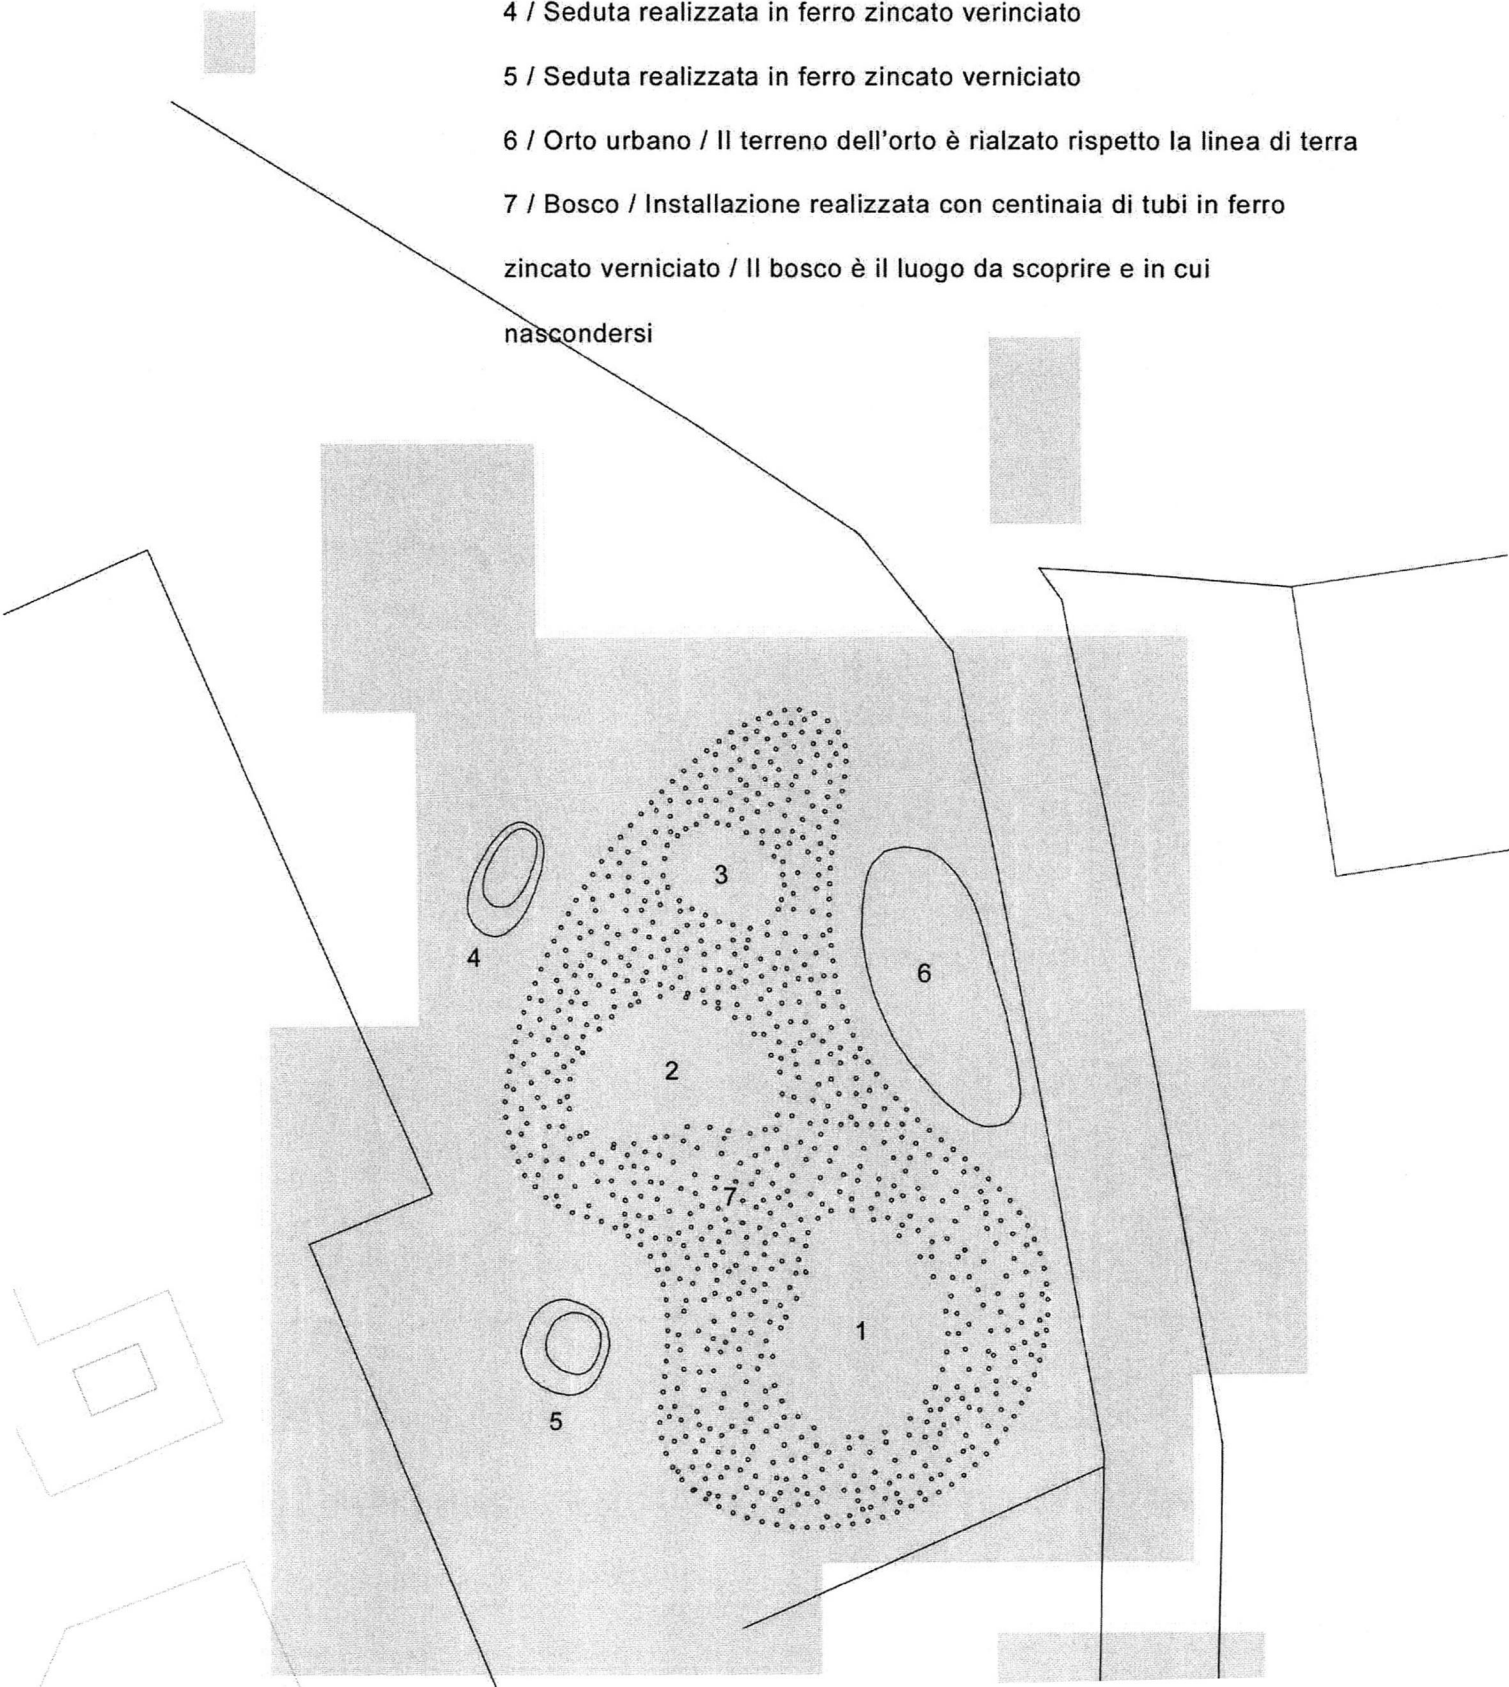 4 / Seduta realizzata in ferro zincato verinciato
5 / Seduta realizzata in ferro zincato verniciato
6 / Orto urbano / Il terreno dell'orto è rialzato rispetto la linea di terra
7 / Bosco / Installazione realizzata con centinaia di tubi in ferro
zincato verniciato / Il bosco è il luogo da scoprire e in cui
nascondersi
3
4
6
2
7
1
5